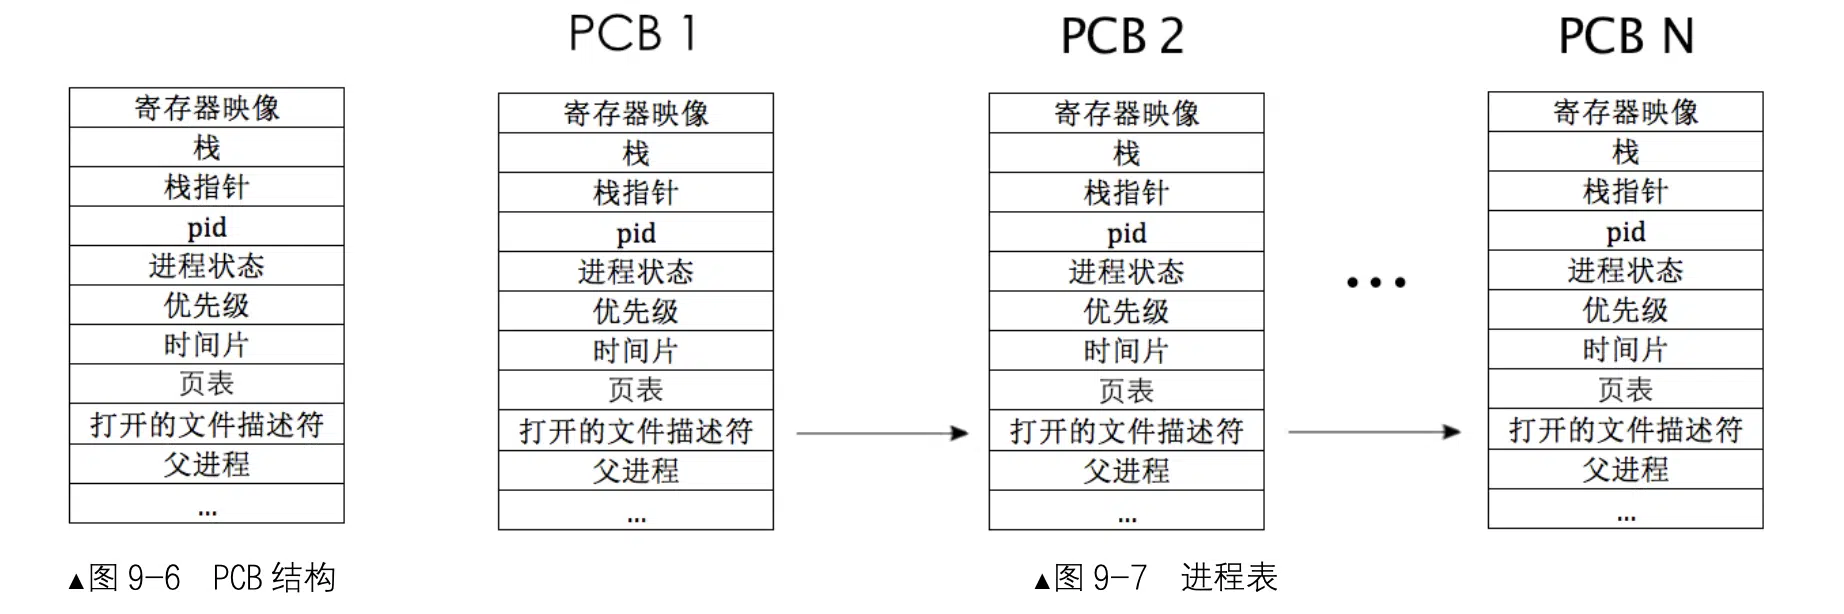 寄存器映像
栈
栈指针
pid
进程状态
优先级
时间片
页表
打开的文件描述符
父进程
...
▲图 9-6 PCB 结构
PCB 1
寄存器映像
栈
栈指针
pid
进程状态
优先级
时间片
页表
打开的文件描述符
父进程
...
PCB 2
寄存器映像
栈
栈指针
pid
进程状态
优先级
时间片
页表
打开的文件描述符
父进程
...
•••
PCB N
寄存器映像
栈
栈指针
pid
进程状态
优先级
时间片
页表
打开的文件描述符
父进程
...
▲图 9-7 进程表